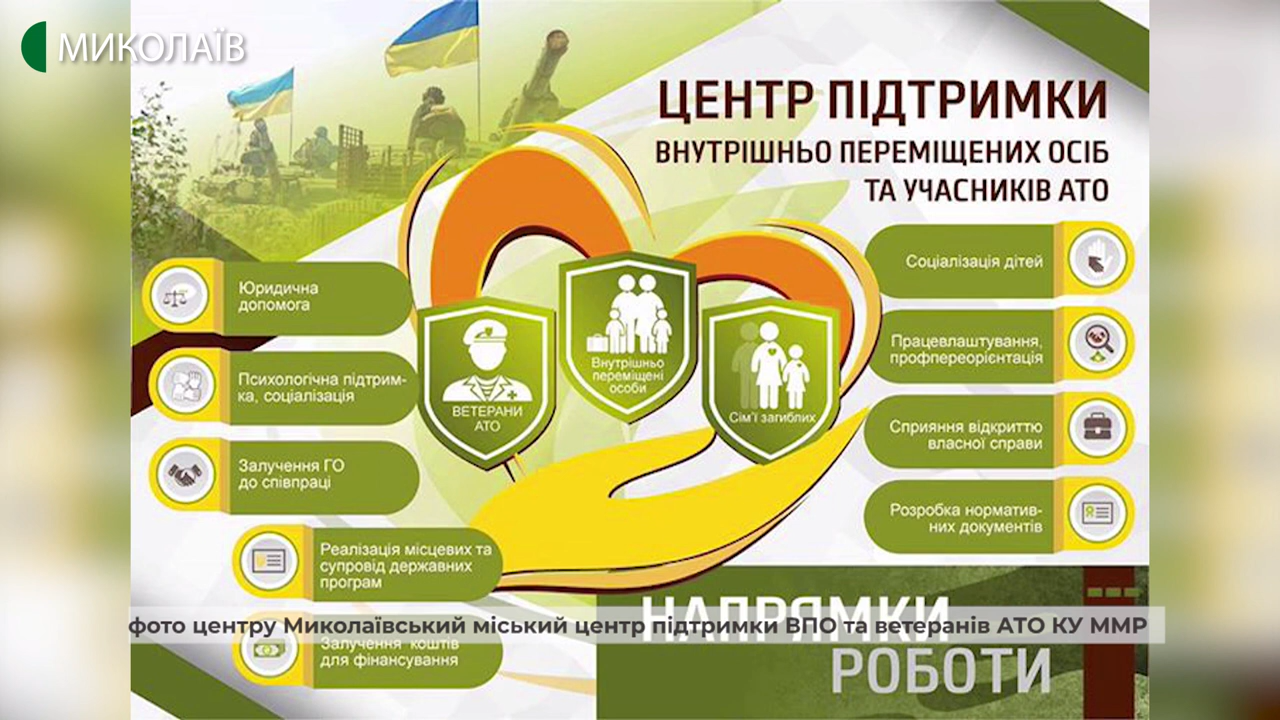 МИКОЛАЇВ
ЦЕНТР ПІДТРИМКИ
ВНУТРІШНЬО ПЕРЕМІЩЕНИХ ОСІБ
ТА УЧАСНИКІВ АТО
Юридична
допомога
Психологічна підтрим-
ка, соціалізація
Залучення ГО
до співпраці
Реалізація місцевих та
супровід державних
програм
Залучення коштів
для фінансування
ВЕТЕРАНИ
АТО
Внутрішньо
переміщені
особи
Сім'ї загиблих
Соціалізація дітей
Працевлаштування,
профпереорієнтація
Сприяння відкриттю
власної справи
Розробка норматив-
них документів
НАПРЯМКИ
РОБОТИ
фото центру Миколаївський міський центр підтримки ВПО та ветеранів АТО КУ ММР